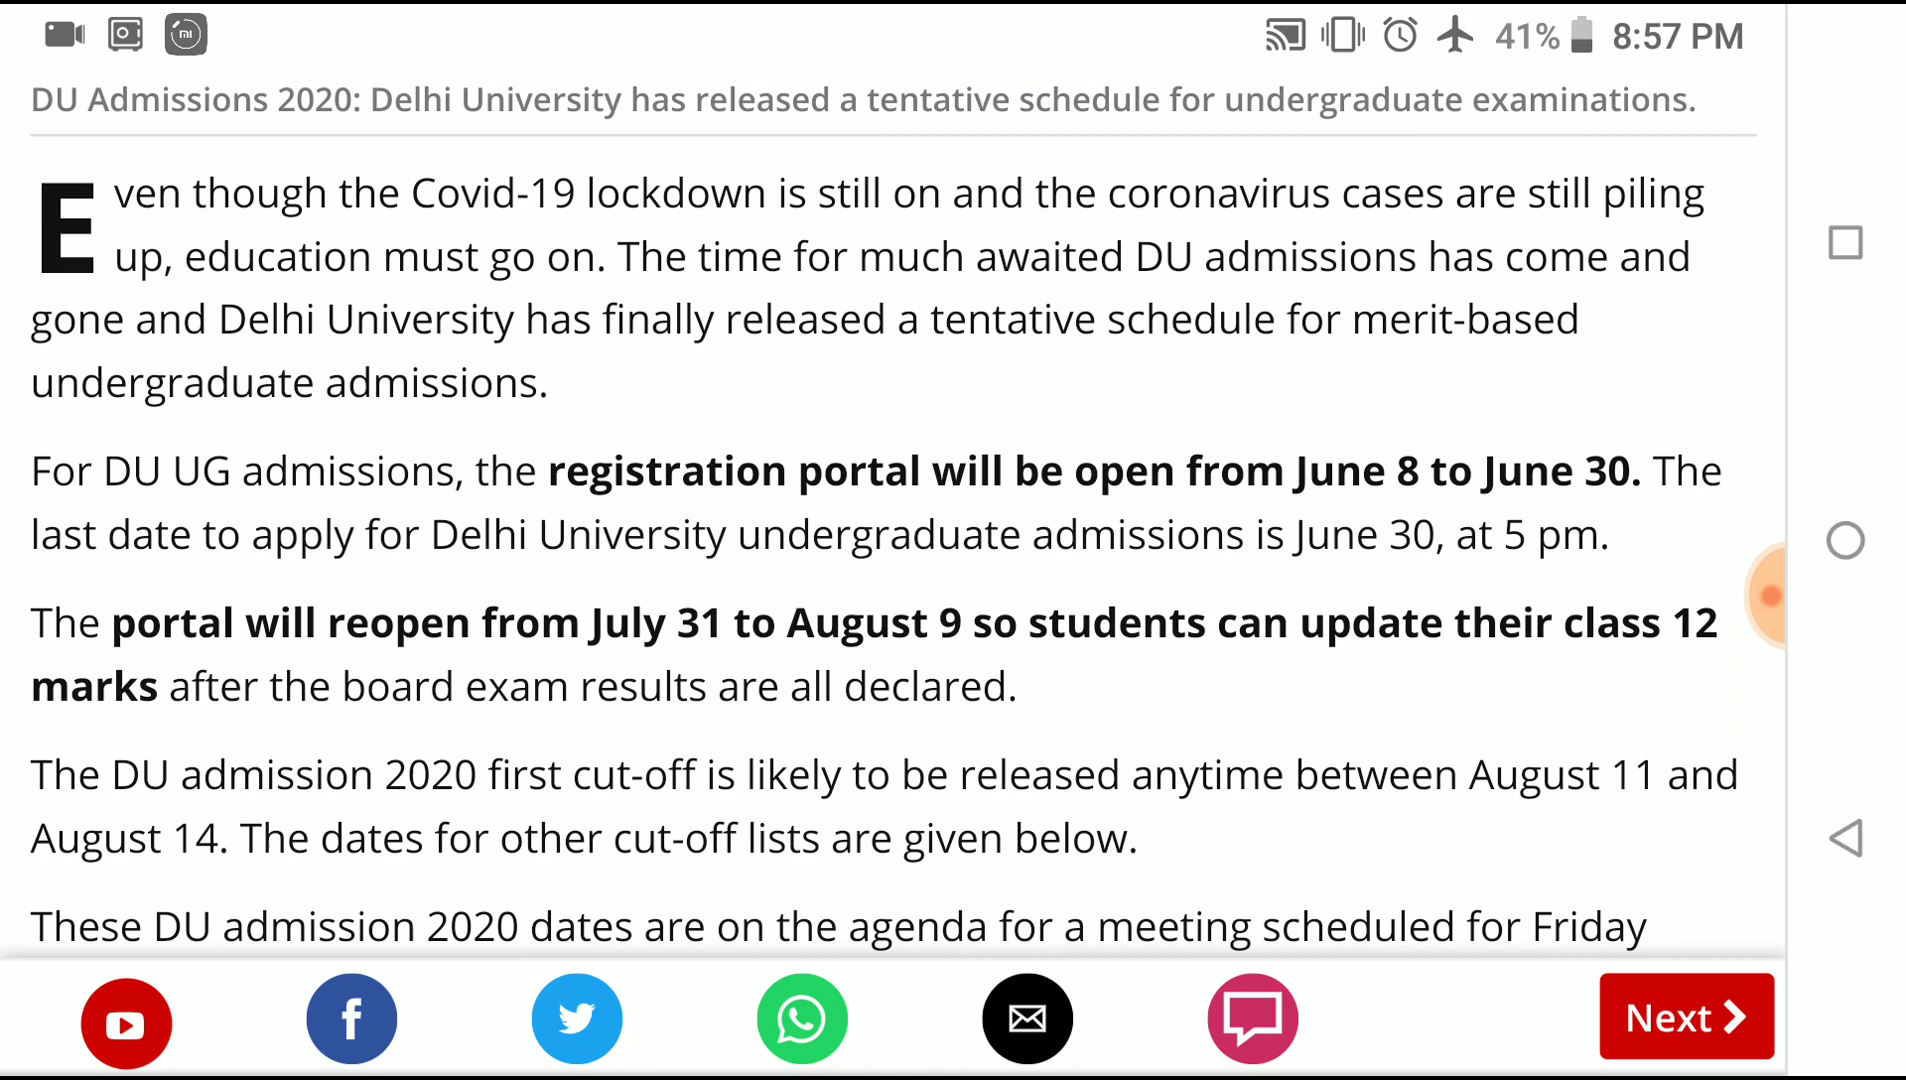 41% 8:57 PM
DU Admissions 2020: Delhi University has released a tentative schedule for undergraduate examinations.
Even though the Covid-19 lockdown is still on and the coronavirus cases are still piling
up, education must go on. The time for much awaited DU admissions has come and
gone and Delhi University has finally released a tentative schedule for merit-based
undergraduate admissions.
For DU UG admissions, the registration portal will be open from June 8 to June 30. The
last date to apply for Delhi University undergraduate admissions is June 30, at 5 pm.
The portal will reopen from July 31 to August 9 so students can update their class 12
marks after the board exam results are all declared.
The DU admission 2020 first cut-off is likely to be released anytime between August 11 and
August 14. The dates for other cut-off lists are given below.
These DU admission 2020 dates are on the agenda for a meeting scheduled for Friday
Next